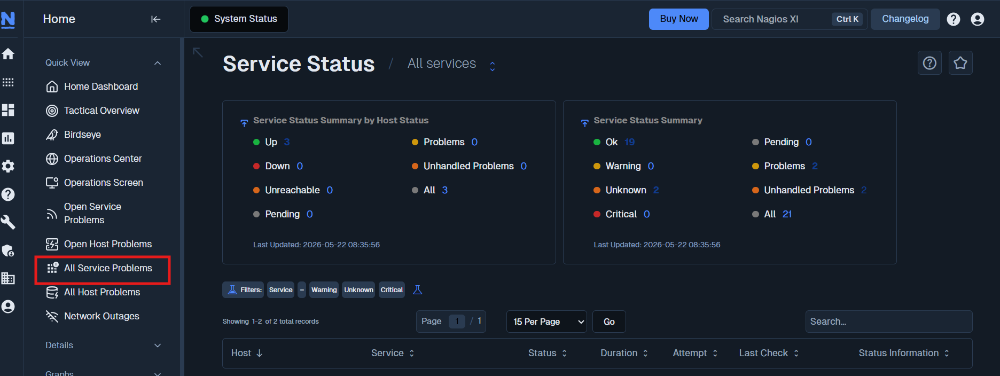 N
Home
System Status
Buy Now
Search Nagios XI
Ctrl K
Changelog
Quick View
Home Dashboard
Tactical Overview
Birdseye
Operations Center
Operations Screen
Open Service
Problems
Open Host Problems
All Service Problems
All Host Problems
Network Outages
Details
Graphs
Service Status / All services
Service Status Summary by Host Status
Up 3
Problems 0
Down 0
Unhandled Problems 0
Unreachable 0
All 3
Pending 0
Last Updated: 2026-05-22 08:35:56
Service Status Summary
Ok 19
Pending 0
Warning 0
Problems 2
Unknown 2
Unhandled Problems 2
Critical 0
All 21
Last Updated: 2026-05-22 08:35:56
Filters: Service = Warning Unknown Critical
Showing 1-2 of 2 total records
Page 1 / 1
15 Per Page
Go
Search...
Host Service Status Duration Attempt Last Check Status Information